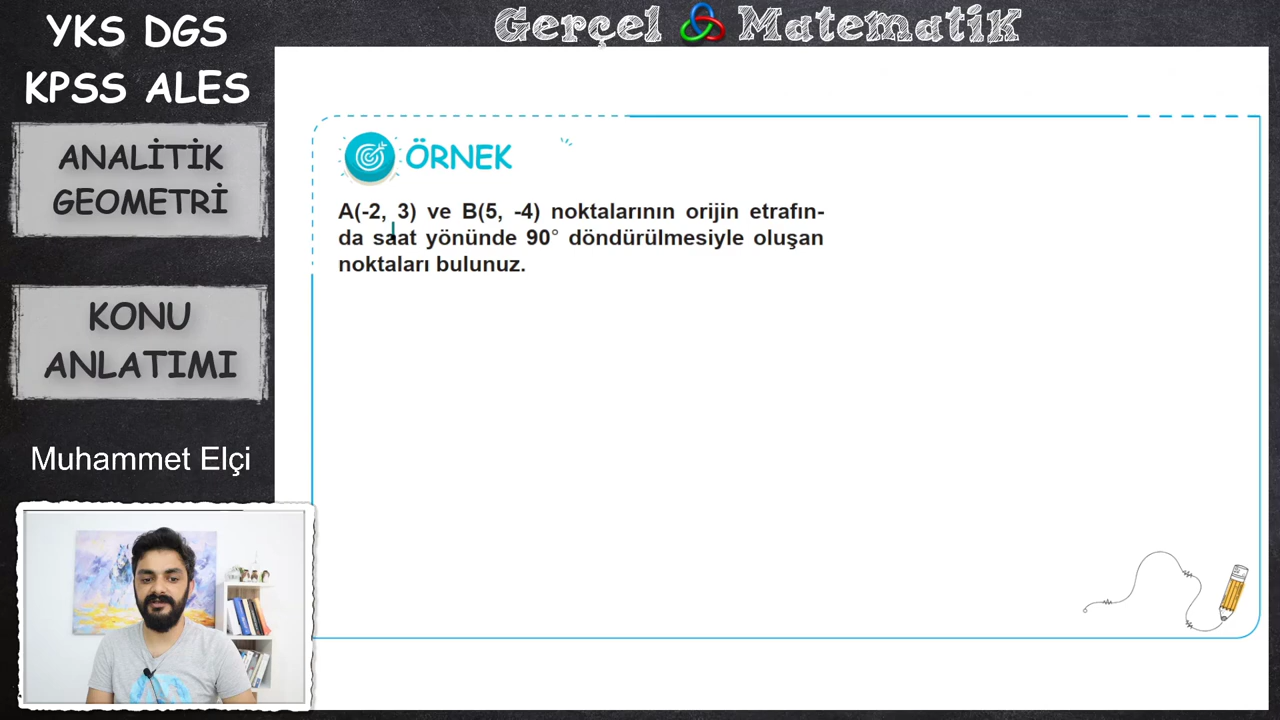 YKS DGS
KPSS ALES
ANALİTİK
GEOMETRİ
KONU
ANLATIMI
Muhammet Elçi
Gerçel Matematik
ÖRNEK
A(-2, 3) ve B(5, -4) noktalarının orijin etrafın-
da saat yönünde 90° döndürülmesiyle oluşan
noktaları bulunuz.